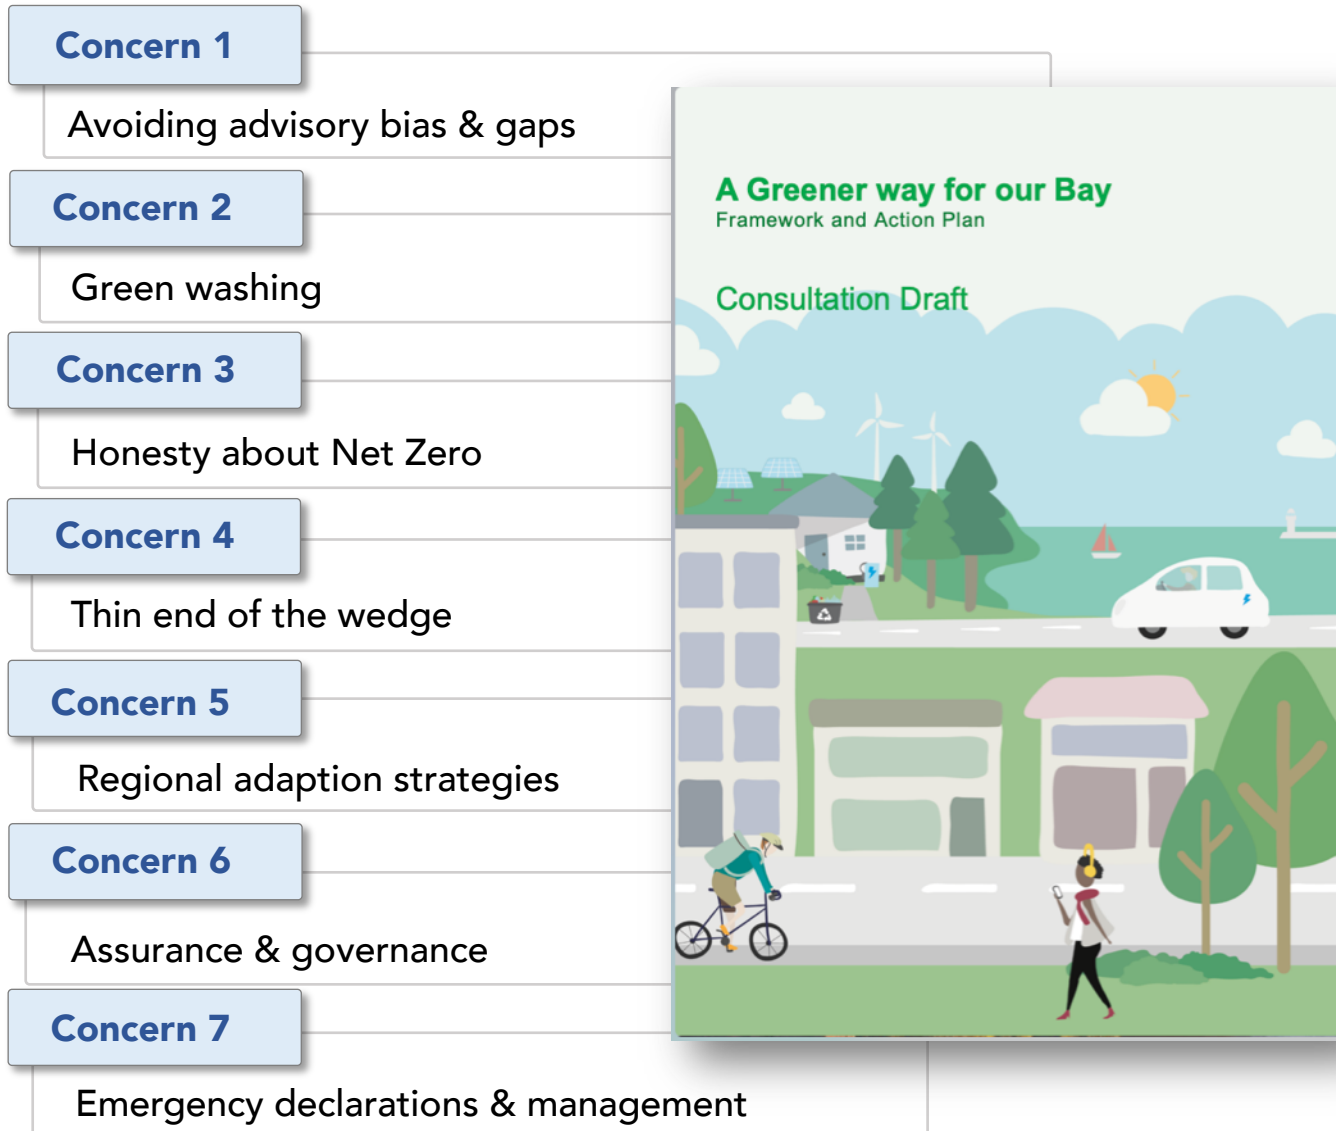 Concern 1
Avoiding advisory bias & gaps
Concern 2
Green washing
Concern 3
Honesty about Net Zero
Concern 4
Thin end of the wedge
Concern 5
Regional adaption strategies
Concern 6
Assurance & governance
Concern 7
Emergency declarations & management
A Greener way for our Bay
Framework and Action Plan
Consultation Draft